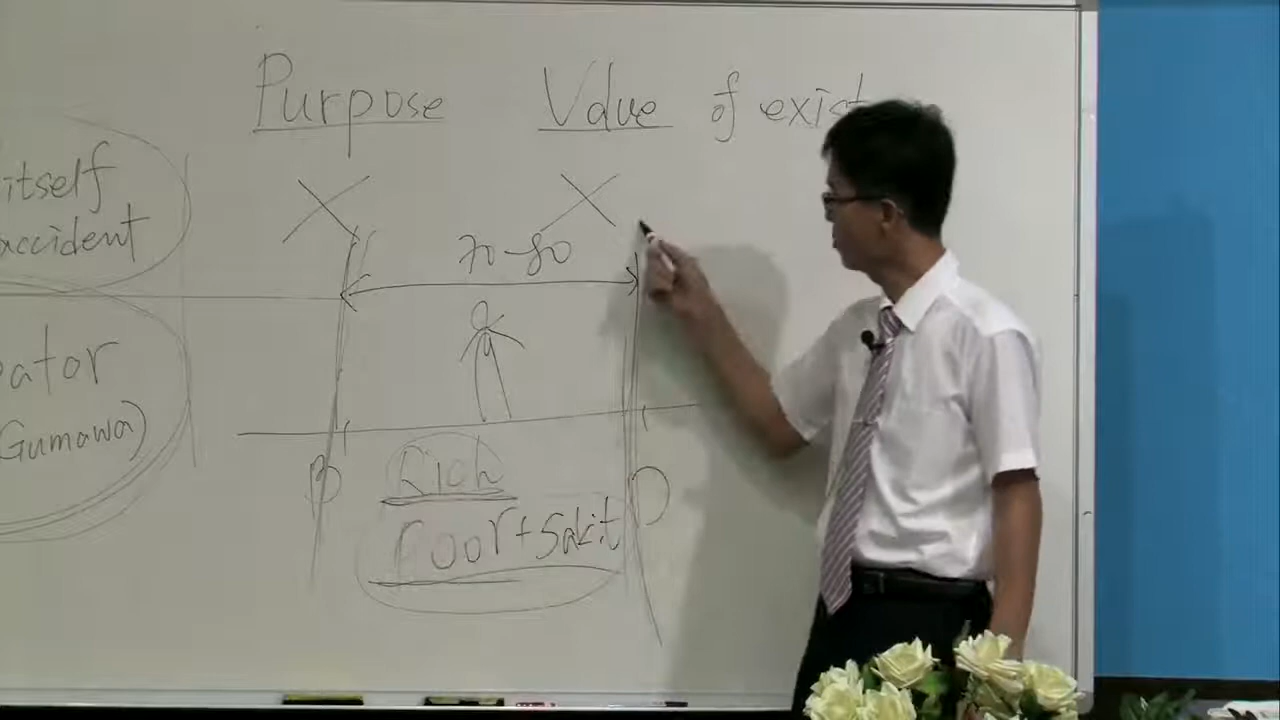 Purpose Value of exist
itself
accident
70-80
ator
(Gumawa)
B D
Rich
Poor + Sakit